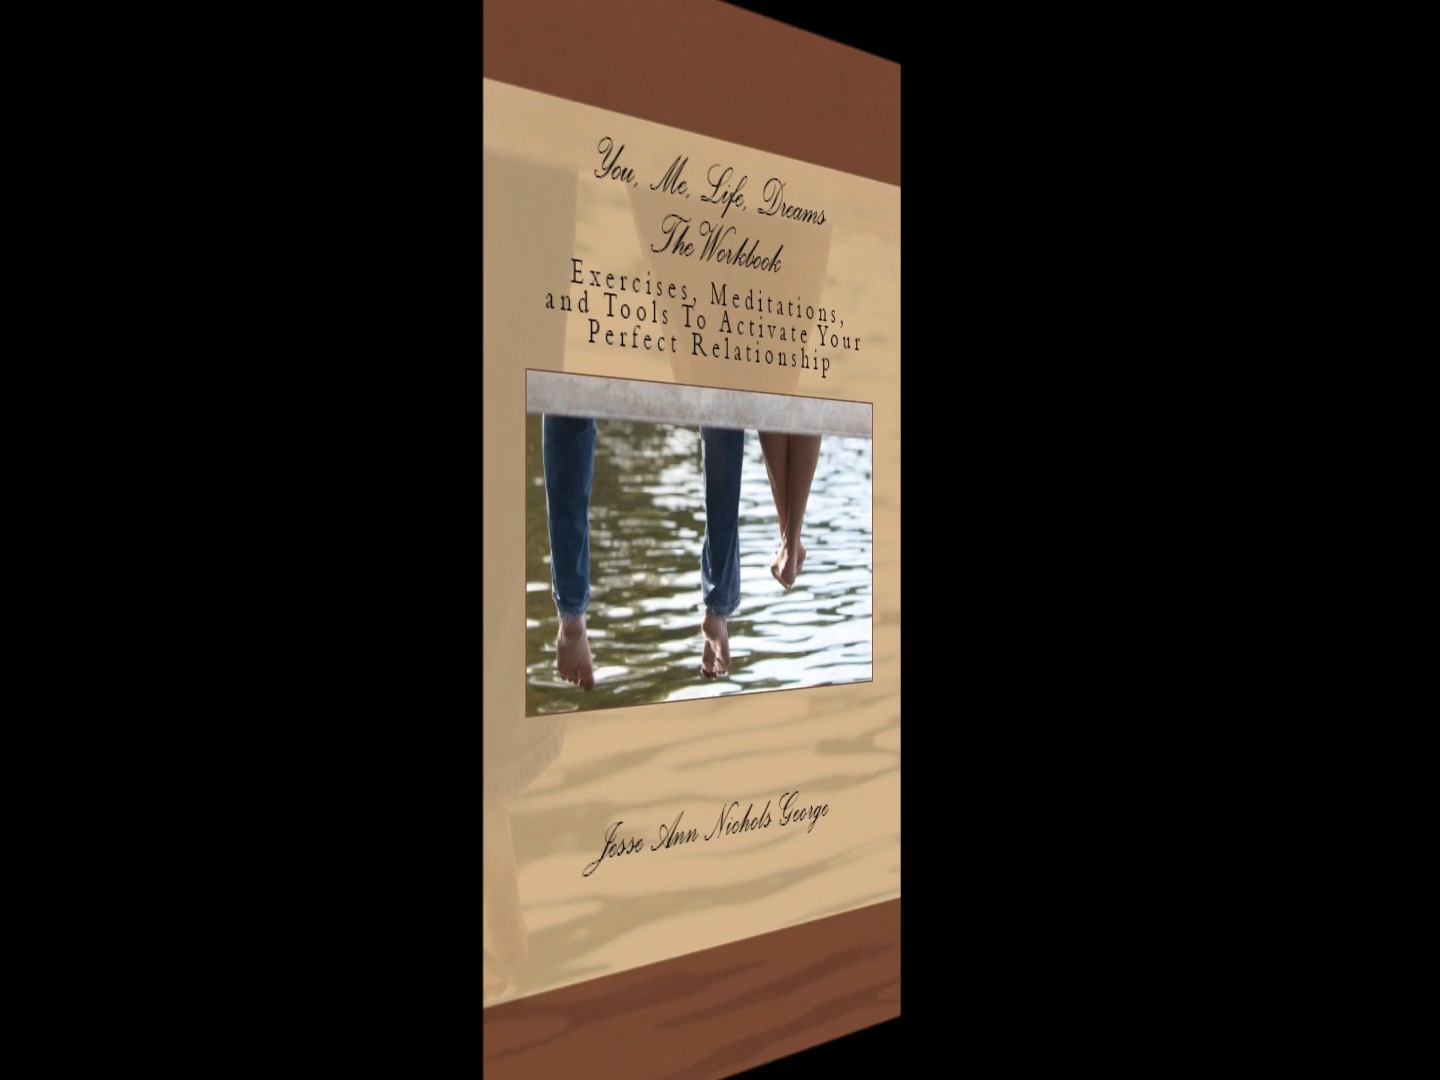 You, Me, Life, Dreams
The Workbook
Exercises, Meditations,
and Tools To Activate Your
Perfect Relationship
Jesse Ann Nichols George